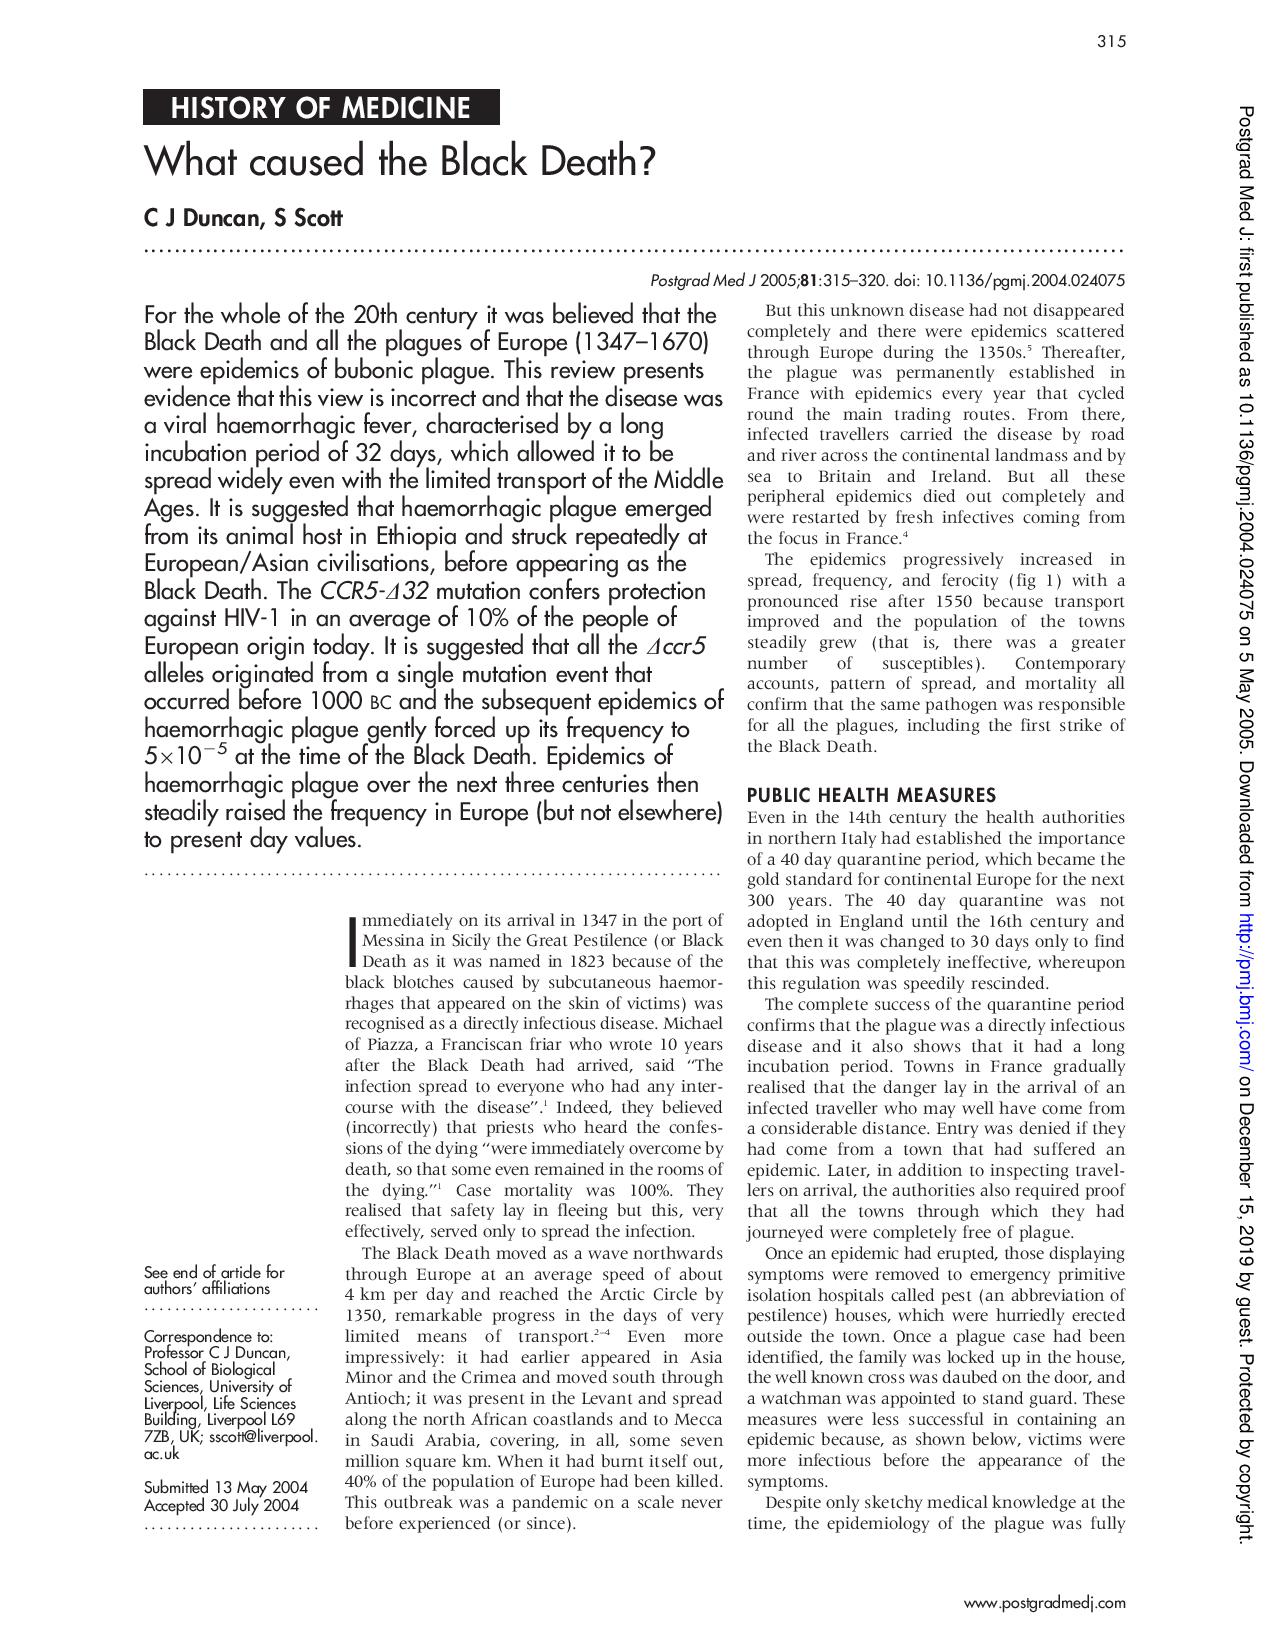 315
HISTORY OF MEDICINE
What caused the Black Death?
C J Duncan, S Scott
Postgrad Med J 2005;81:315–320. doi: 10.1136/pgmj.2004.024075
For the whole of the 20th century it was believed that the
Black Death and all the plagues of Europe (1347–1670)
were epidemics of bubonic plague. This review presents
evidence that this view is incorrect and that the disease was
a viral haemorrhagic fever, characterised by a long
incubation period of 32 days, which allowed it to be
spread widely even with the limited transport of the Middle
Ages. It is suggested that haemorrhagic plague emerged
from its animal host in Ethiopia and struck repeatedly at
European/Asian civilisations, before appearing as the
Black Death. The CCR5-Δ32 mutation confers protection
against HIV-1 in an average of 10% of the people of
European origin today. It is suggested that all the Δccr5
alleles originated from a single mutation event that
occurred before 1000 BC and the subsequent epidemics of
haemorrhagic plague gently forced up its frequency to
5×10⁻⁵ at the time of the Black Death. Epidemics of
haemorrhagic plague over the next three centuries then
steadily raised the frequency in Europe (but not elsewhere)
to present day values.
Immediately on its arrival in 1347 in the port of
Messina in Sicily the Great Pestilence (or Black
Death as it was named in 1823 because of the
black blotches caused by subcutaneous haemor-
rhages that appeared on the skin of victims) was
recognised as a directly infectious disease. Michael
of Piazza, a Franciscan friar who wrote 10 years
after the Black Death had arrived, said “The
infection spread to everyone who had any inter-
course with the disease”.¹ Indeed, they believed
(incorrectly) that priests who heard the confes-
sions of the dying “were immediately overcome by
death, so that some even remained in the rooms of
the dying.”¹ Case mortality was 100%. They
realised that safety lay in fleeing but this, very
effectively, served only to spread the infection.
The Black Death moved as a wave northwards
through Europe at an average speed of about
4 km per day and reached the Arctic Circle by
1350, remarkable progress in the days of very
limited means of transport.²⁻⁴ Even more
impressively: it had earlier appeared in Asia
Minor and the Crimea and moved south through
Antioch; it was present in the Levant and spread
along the north African coastlands and to Mecca
in Saudi Arabia, covering, in all, some seven
million square km. When it had burnt itself out,
40% of the population of Europe had been killed.
This outbreak was a pandemic on a scale never
before experienced (or since).
See end of article for
authors’ affiliations
Correspondence to:
Professor C J Duncan,
School of Biological
Sciences, University of
Liverpool, Life Sciences
Building, Liverpool L69
7ZB, UK; sscott@liverpool.
ac.uk
Submitted 13 May 2004
Accepted 30 July 2004
But this unknown disease had not disappeared
completely and there were epidemics scattered
through Europe during the 1350s.⁵ Thereafter,
the plague was permanently established in
France with epidemics every year that cycled
round the main trading routes. From there,
infected travellers carried the disease by road
and river across the continental landmass and by
sea to Britain and Ireland. But all these
peripheral epidemics died out completely and
were restarted by fresh infectives coming from
the focus in France.⁴
The epidemics progressively increased in
spread, frequency, and ferocity (fig 1) with a
pronounced rise after 1550 because transport
improved and the population of the towns
steadily grew (that is, there was a greater
number of susceptibles). Contemporary
accounts, pattern of spread, and mortality all
confirm that the same pathogen was responsible
for all the plagues, including the first strike of
the Black Death.
PUBLIC HEALTH MEASURES
Even in the 14th century the health authorities
in northern Italy had established the importance
of a 40 day quarantine period, which became the
gold standard for continental Europe for the next
300 years. The 40 day quarantine was not
adopted in England until the 16th century and
even then it was changed to 30 days only to find
that this was completely ineffective, whereupon
this regulation was speedily rescinded.
The complete success of the quarantine period
confirms that the plague was a directly infectious
disease and it also shows that it had a long
incubation period. Towns in France gradually
realised that the danger lay in the arrival of an
infected traveller who may well have come from
a considerable distance. Entry was denied if they
had come from a town that had suffered an
epidemic. Later, in addition to inspecting travel-
lers on arrival, the authorities also required proof
that all the towns through which they had
journeyed were completely free of plague.
Once an epidemic had erupted, those displaying
symptoms were removed to emergency primitive
isolation hospitals called pest (an abbreviation of
pestilence) houses, which were hurriedly erected
outside the town. Once a plague case had been
identified, the family was locked up in the house,
the well known cross was daubed on the door, and
a watchman was appointed to stand guard. These
measures were less successful in containing an
epidemic because, as shown below, victims were
more infectious before the appearance of the
symptoms.
Despite only sketchy medical knowledge at the
time, the epidemiology of the plague was fully
www.postgradmedj.com
Postgrad Med J: first published as 10.1136/pgmj.2004.024075 on 5 May 2005. Downloaded from http://pmj.bmj.com/ on December 15, 2019 by guest. Protected by copyright.